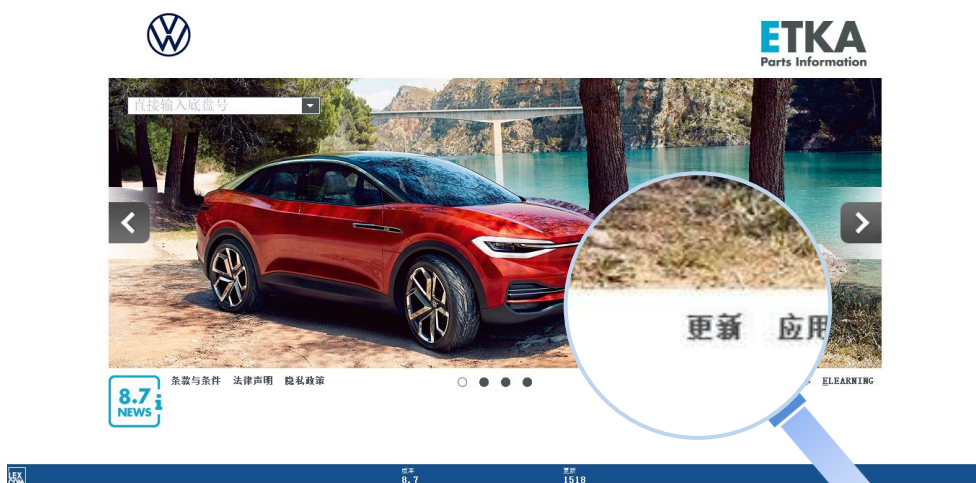 ETKA
Parts Information
直接输入底盘号
更新 应用
条款与条件 法律声明 隐私政策
ELEARNING
8.7
NEWS i
版本
8.7
更新
1518
LEX
COM